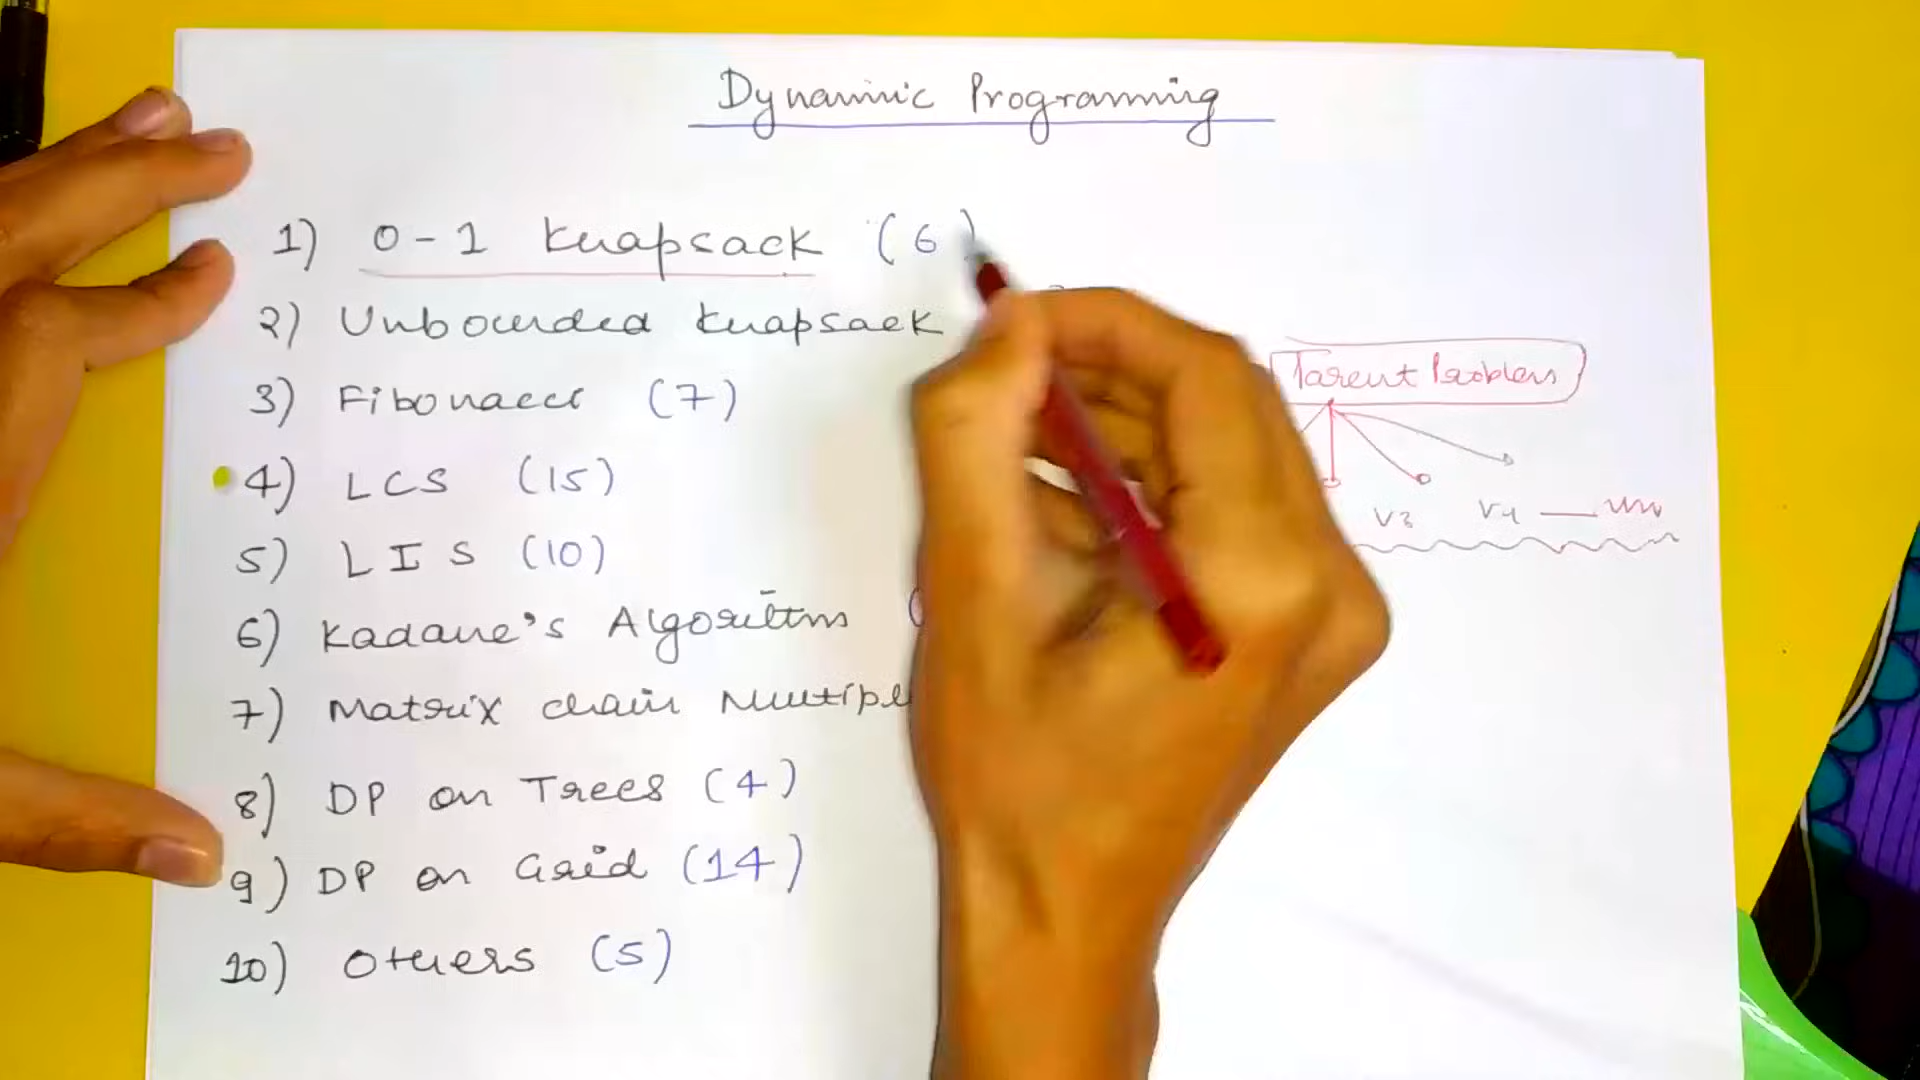 Dynamic Programming
1) 0-1 Knapsack (6)
2) Unbounded Knapsack
3) Fibonacci (7)
4) LCS (15)
5) LIS (10)
6) Kadane's Algorithm (
7) Matrix chain Multipl
8) DP on Trees (4)
9) DP on Grid (14)
10) Others (5)
Parent Problem
V3 V4